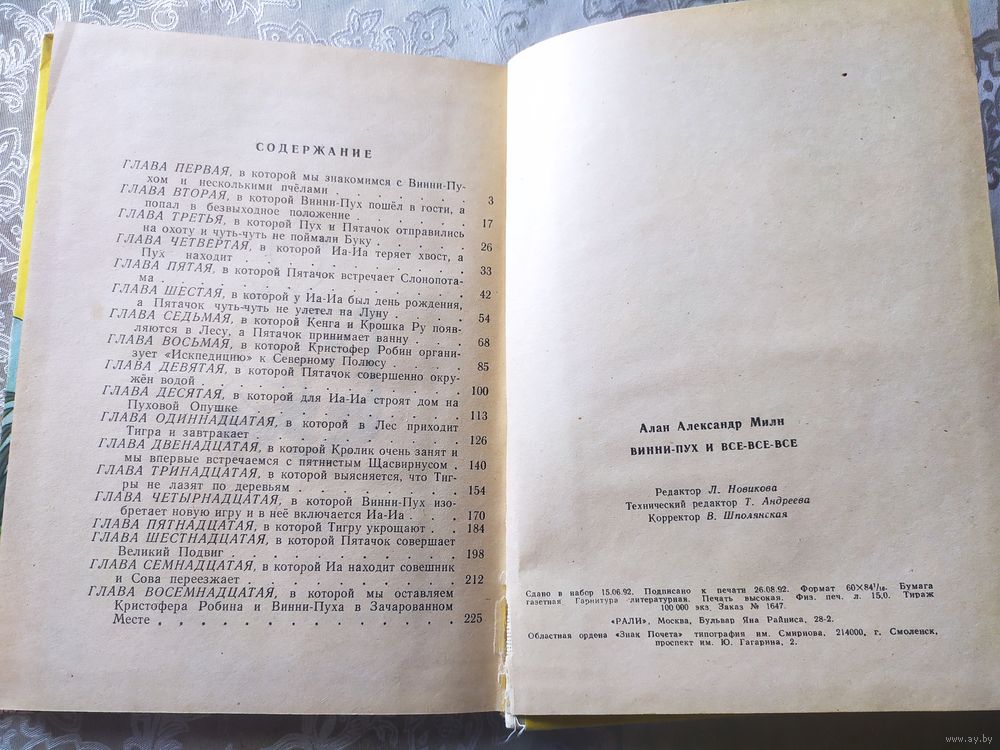 СОДЕРЖАНИЕ
ГЛАВА ПЕРВАЯ, в которой мы знакомимся с Винни-Пу-
хом и несколькими пчёлами . . . . . . . 3
ГЛАВА ВТОРАЯ, в которой Винни-Пух пошёл в гости, а
попал в безвыходное положение . . . . . . 17
ГЛАВА ТРЕТЬЯ, в которой Пух и Пятачок отправились
на охоту и чуть-чуть не поймали Буку . . . . . 26
ГЛАВА ЧЕТВЕРТАЯ, в которой Иа-Иа теряет хвост, а
Пух находит . . . . . . . . . . . 33
ГЛАВА ПЯТАЯ, в которой Пятачок встречает Слонопота-
ма . . . . . . . . . . . . . . 42
ГЛАВА ШЕСТАЯ, в которой у Иа-Иа был день рождения,
а Пятачок чуть-чуть не улетел на Луну . . . . 54
ГЛАВА СЕДЬМАЯ, в которой Кенга и Крошка Ру появ-
ляются в Лесу, а Пятачок принимает ванну . . . 68
ГЛАВА ВОСЬМАЯ, в которой Кристофер Робин органи-
зует «Искпедицию» к Северному Полюсу . . . . 85
ГЛАВА ДЕВЯТАЯ, в которой Пятачок совершенно окру-
жён водой . . . . . . . . . . . . 100
ГЛАВА ДЕСЯТАЯ, в которой для Иа-Иа строят дом на
Пуховой Опушке . . . . . . . . . . 113
ГЛАВА ОДИННАДЦАТАЯ, в которой в Лес приходит
Тигра и завтракает . . . . . . . . . 126
ГЛАВА ДВЕНАДЦАТАЯ, в которой Кролик очень занят и
мы впервые встречаемся с пятнистым Щасвирнусом . 140
ГЛАВА ТРИНАДЦАТАЯ, в которой выясняется, что Тиг-
ры не лазят по деревьям . . . . . . . 154
ГЛАВА ЧЕТЫРНАДЦАТАЯ, в которой Винни-Пух изо-
бретает новую игру и в неё включается Иа-Иа . . . 170
ГЛАВА ПЯТНАДЦАТАЯ, в которой Тигру укрощают . . 184
ГЛАВА ШЕСТНАДЦАТАЯ, в которой Пятачок совершает
Великий Подвиг . . . . . . . . . . 198
ГЛАВА СЕМНАДЦАТАЯ, в которой Иа находит совешник
и Сова переезжает . . . . . . . . . 212
ГЛАВА ВОСЕМНАДЦАТАЯ, в которой мы оставляем
Кристофера Робина и Винни-Пуха в Зачарованном
Месте . . . . . . . . . . . . . 225
Алан Александр Милн
ВИННИ-ПУХ И ВСЕ-ВСЕ-ВСЕ
Редактор Л. Новикова
Технический редактор Т. Андреева
Корректор В. Шполянская
Сдано в набор 15.06.92. Подписано к печати 26.08.92. Формат 60×84¹/₁₆. Бумага
газетная Гарнитура литературная. Печать высокая. Физ. печ. л. 15,0. Тираж
100 000 экз. Заказ № 1647.
«РАЛИ», Москва, Вульвар Яна Райниса, 28-2.
Областная ордена «Знак Почета» типография им. Смирнова, 214000, г. Смоленск,
проспект им. Ю. Гагарина, 2.
www.ay.by